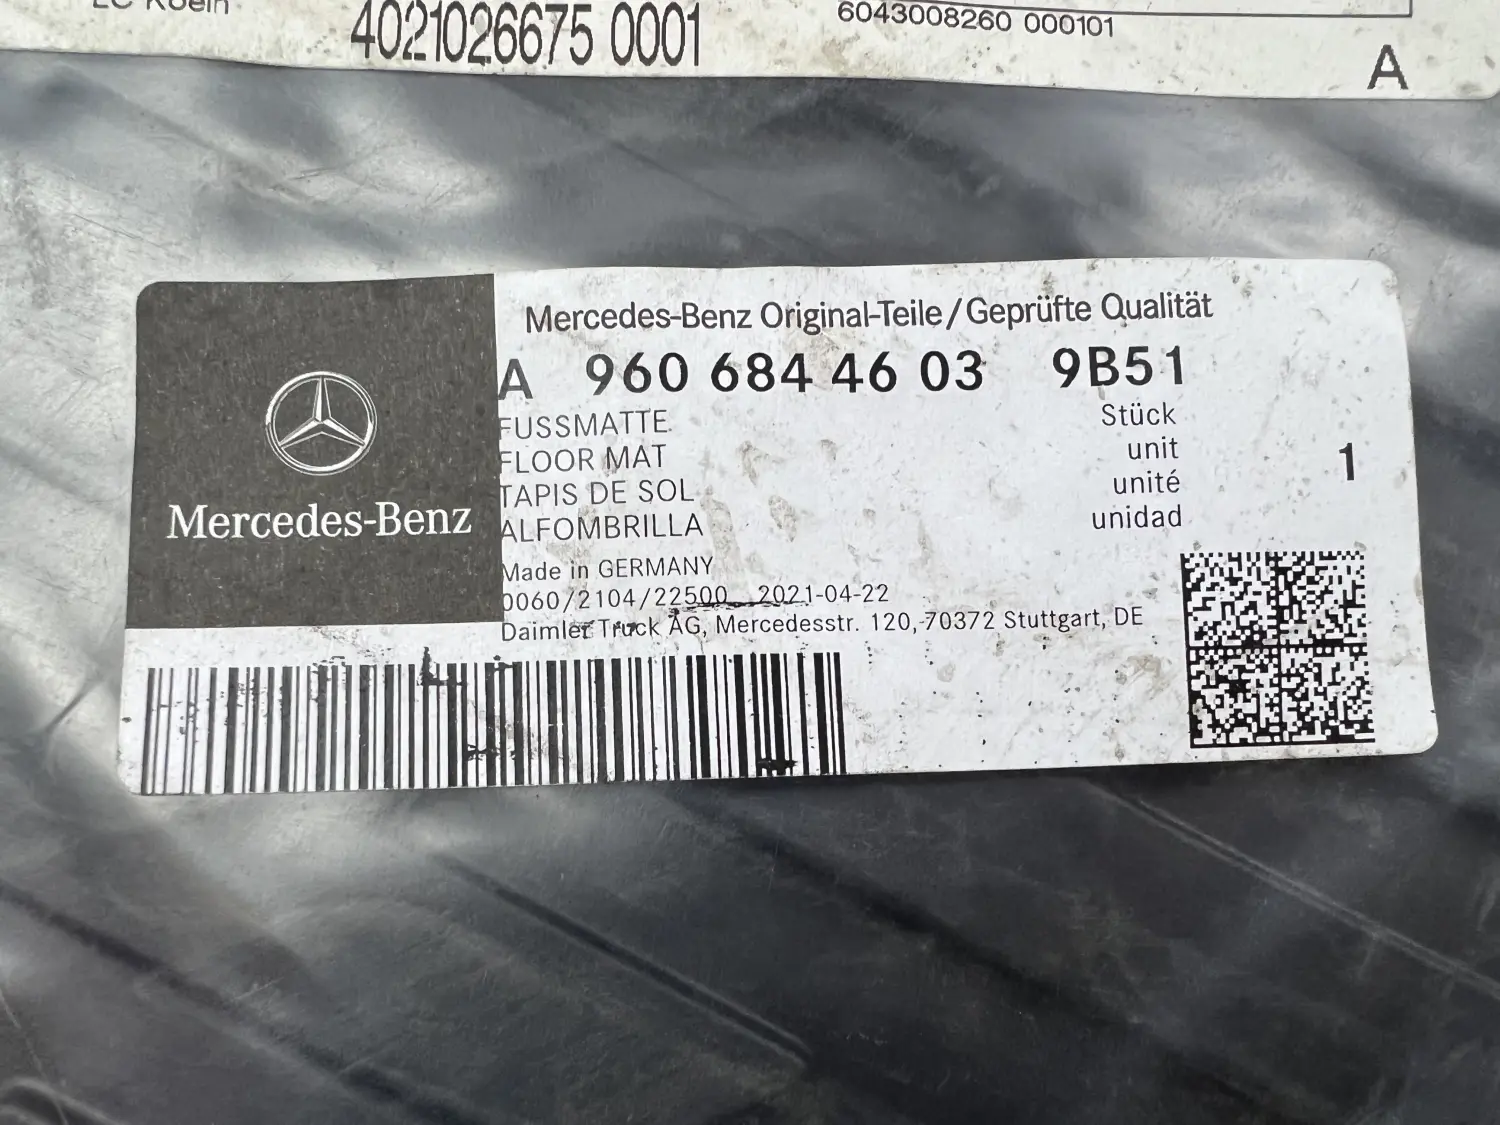 Koeln
4021026675 0001
6043008260 000101
A
Mercedes-Benz
Mercedes-Benz Original-Teile/Geprüfte Qualität
A 960 684 46 03 9B51
FUSSMATTE
FLOOR MAT
TAPIS DE SOL
ALFOMBRILLA
Stück
unit
unité
unidad
1
Made in GERMANY
0060/2104/22500 2021-04-22
Daimler Truck AG, Mercedesstr. 120, 70372 Stuttgart, DE